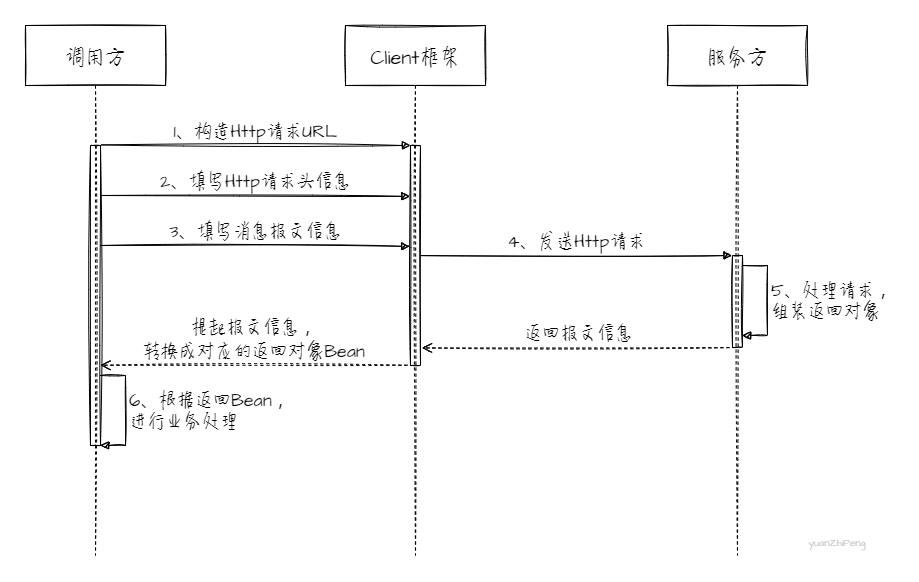 调用方
Client框架
服务方
1、构造Http请求URL
2、填写Http请求头信息
3、填写消息报文信息
4、发送Http请求
5、处理请求，
组装返回对象
返回报文信息
提起报文信息，
转换成对应的返回对象Bean
6、根据返回Bean，
进行业务处理
yuanZhiPeng